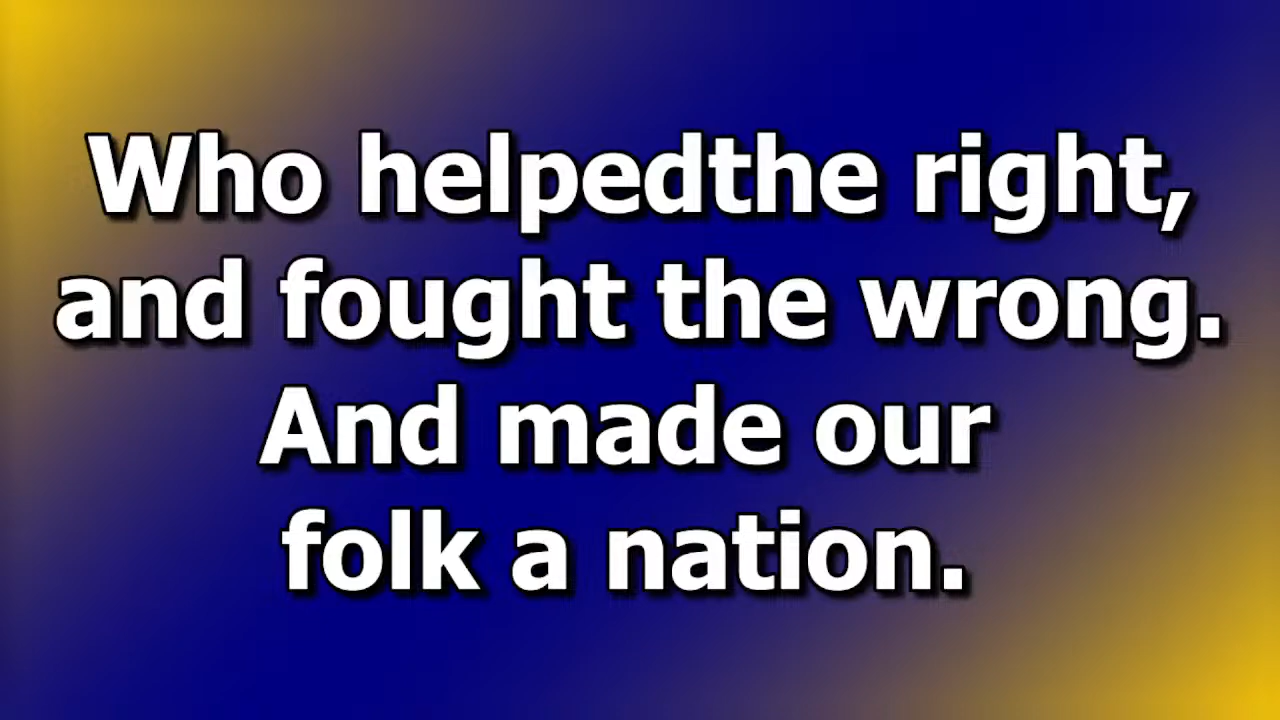 Who helpedthe right,
and fought the wrong.
And made our
folk a nation.